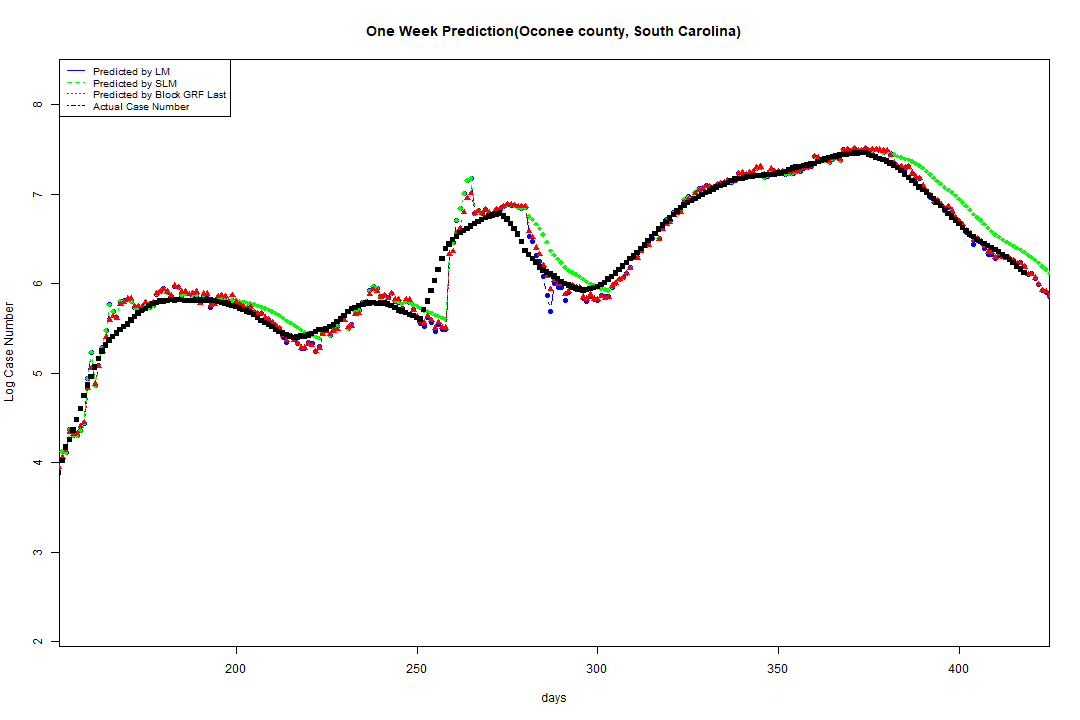 One Week Prediction(Oconee county, South Carolina)
Predicted by LM
Predicted by SLM
Predicted by Block GRF Last
Actual Case Number
8
7
6
5
4
3
2
Log Case Number
200 250 300 350 400
days